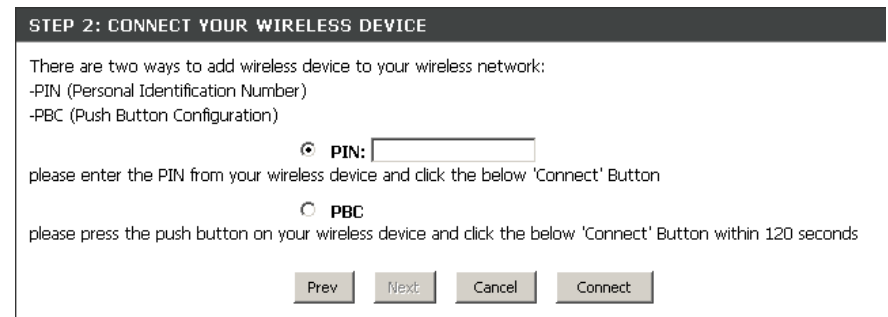 STEP 2: CONNECT YOUR WIRELESS DEVICE
There are two ways to add wireless device to your wireless network:
-PIN (Personal Identification Number)
-PBC (Push Button Configuration)
PIN:
please enter the PIN from your wireless device and click the below 'Connect' Button
PBC
please press the push button on your wireless device and click the below 'Connect' Button within 120 seconds
Prev Next Cancel Connect